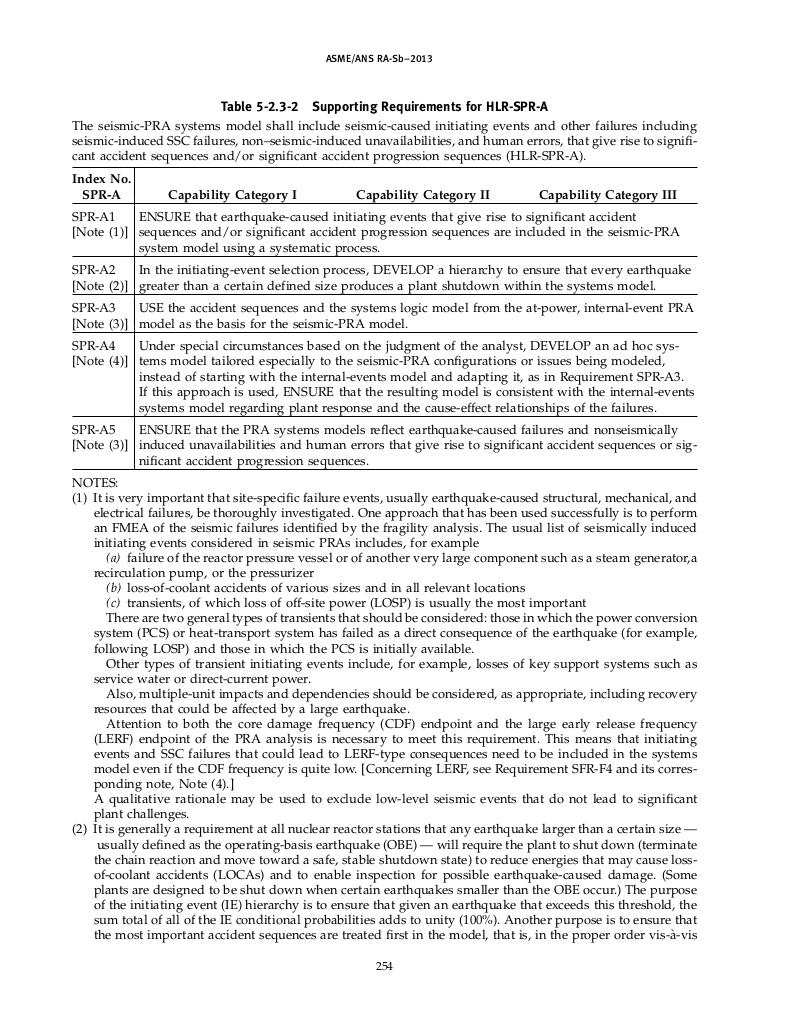 ASME/ANS RA-Sb–2013
Table 5-2.3-2 Supporting Requirements for HLR-SPR-A
The seismic-PRA systems model shall include seismic-caused initiating events and other failures including
seismic-induced SSC failures, non–seismic-induced unavailabilities, and human errors, that give rise to signifi-
cant accident sequences and/or significant accident progression sequences (HLR-SPR-A).
Index No.
SPR-A Capability Category I Capability Category II Capability Category III
SPR-A1 ENSURE that earthquake-caused initiating events that give rise to significant accident
[Note (1)] sequences and/or significant accident progression sequences are included in the seismic-PRA
system model using a systematic process.
SPR-A2 In the initiating-event selection process, DEVELOP a hierarchy to ensure that every earthquake
[Note (2)] greater than a certain defined size produces a plant shutdown within the systems model.
SPR-A3 USE the accident sequences and the systems logic model from the at-power, internal-event PRA
[Note (3)] model as the basis for the seismic-PRA model.
SPR-A4 Under special circumstances based on the judgment of the analyst, DEVELOP an ad hoc sys-
[Note (4)] tems model tailored especially to the seismic-PRA configurations or issues being modeled,
instead of starting with the internal-events model and adapting it, as in Requirement SPR-A3.
If this approach is used, ENSURE that the resulting model is consistent with the internal-events
systems model regarding plant response and the cause-effect relationships of the failures.
SPR-A5 ENSURE that the PRA systems models reflect earthquake-caused failures and nonseismically
[Note (3)] induced unavailabilities and human errors that give rise to significant accident sequences or sig-
nificant accident progression sequences.
NOTES:
(1) It is very important that site-specific failure events, usually earthquake-caused structural, mechanical, and
electrical failures, be thoroughly investigated. One approach that has been used successfully is to perform
an FMEA of the seismic failures identified by the fragility analysis. The usual list of seismically induced
initiating events considered in seismic PRAs includes, for example
(a) failure of the reactor pressure vessel or of another very large component such as a steam generator,a
recirculation pump, or the pressurizer
(b) loss-of-coolant accidents of various sizes and in all relevant locations
(c) transients, of which loss of off-site power (LOSP) is usually the most important
There are two general types of transients that should be considered: those in which the power conversion
system (PCS) or heat-transport system has failed as a direct consequence of the earthquake (for example,
following LOSP) and those in which the PCS is initially available.
Other types of transient initiating events include, for example, losses of key support systems such as
service water or direct-current power.
Also, multiple-unit impacts and dependencies should be considered, as appropriate, including recovery
resources that could be affected by a large earthquake.
Attention to both the core damage frequency (CDF) endpoint and the large early release frequency
(LERF) endpoint of the PRA analysis is necessary to meet this requirement. This means that initiating
events and SSC failures that could lead to LERF-type consequences need to be included in the systems
model even if the CDF frequency is quite low. [Concerning LERF, see Requirement SFR-F4 and its corres-
ponding note, Note (4).]
A qualitative rationale may be used to exclude low-level seismic events that do not lead to significant
plant challenges.
(2) It is generally a requirement at all nuclear reactor stations that any earthquake larger than a certain size —
usually defined as the operating-basis earthquake (OBE) — will require the plant to shut down (terminate
the chain reaction and move toward a safe, stable shutdown state) to reduce energies that may cause loss-
of-coolant accidents (LOCAs) and to enable inspection for possible earthquake-caused damage. (Some
plants are designed to be shut down when certain earthquakes smaller than the OBE occur.) The purpose
of the initiating event (IE) hierarchy is to ensure that given an earthquake that exceeds this threshold, the
sum total of all of the IE conditional probabilities adds to unity (100%). Another purpose is to ensure that
the most important accident sequences are treated first in the model, that is, in the proper order vis-à-vis
254